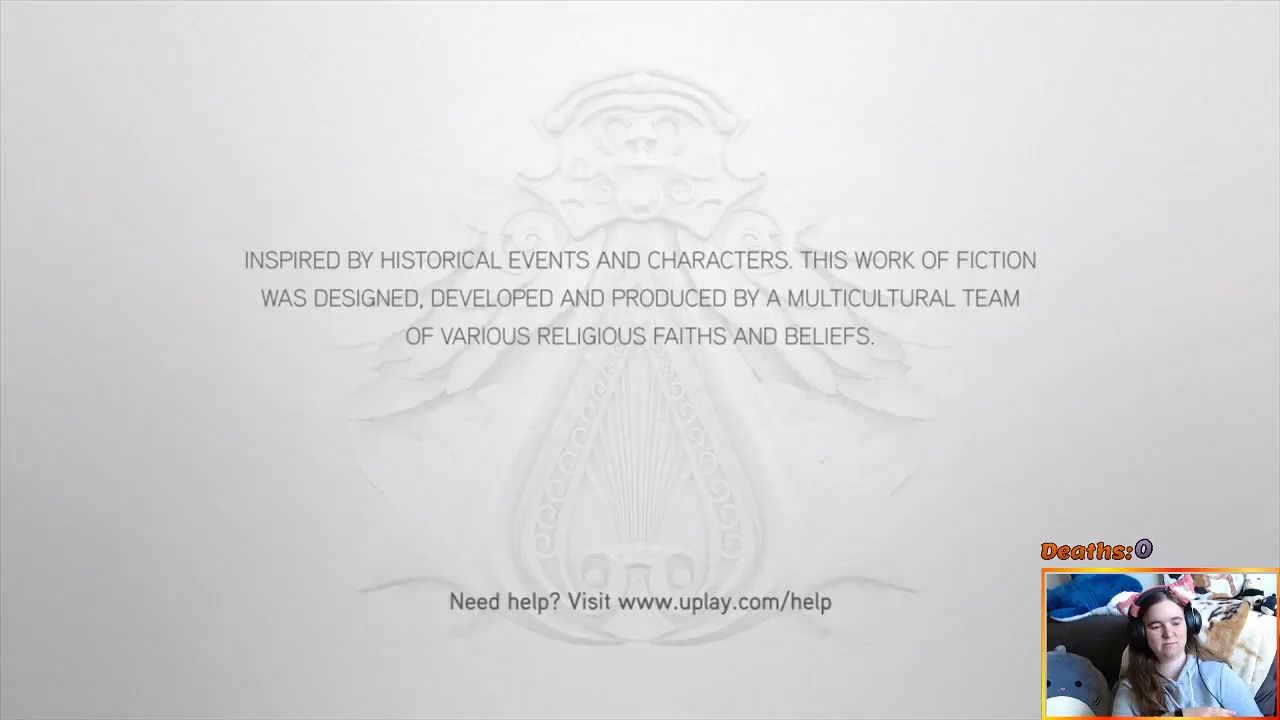 INSPIRED BY HISTORICAL EVENTS AND CHARACTERS. THIS WORK OF FICTION
WAS DESIGNED, DEVELOPED AND PRODUCED BY A MULTICULTURAL TEAM
OF VARIOUS RELIGIOUS FAITHS AND BELIEFS.
Deaths:0
Need help? Visit www.uplay.com/help